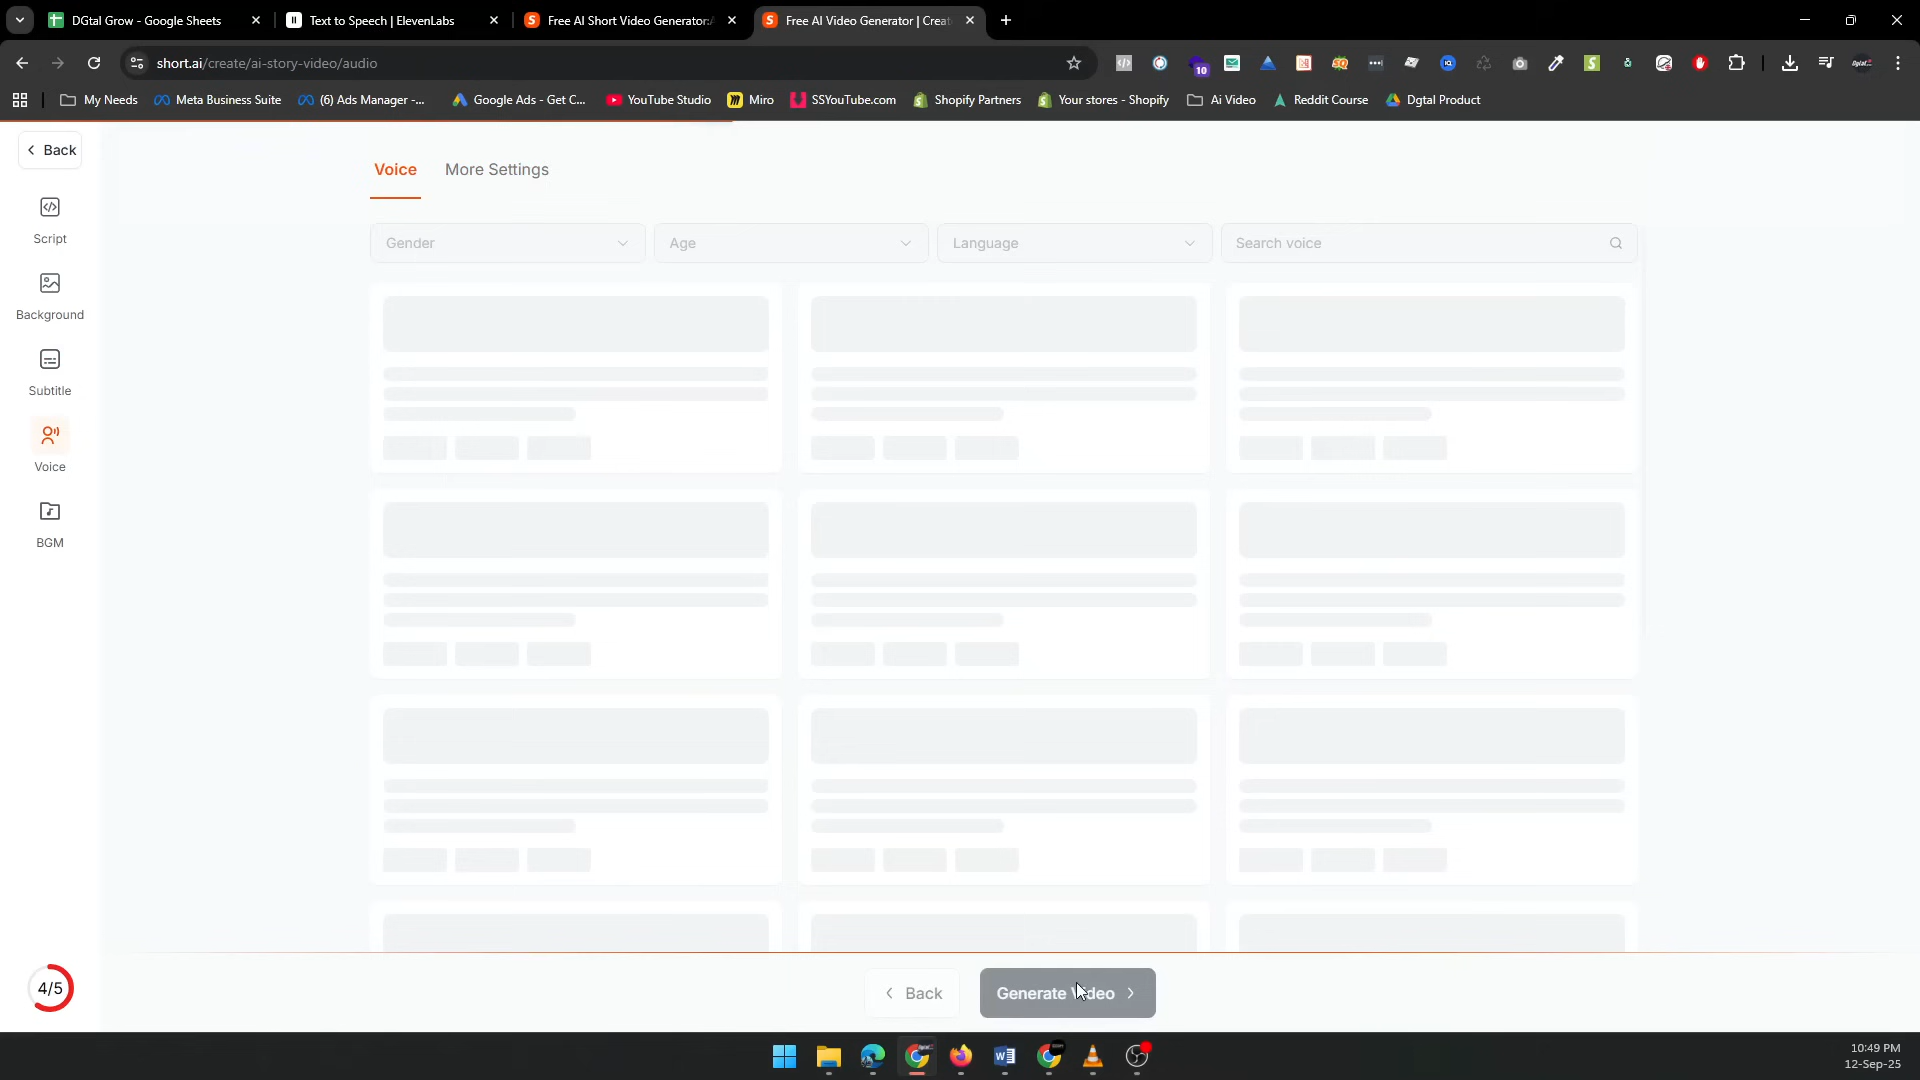 DGtal Grow - Google Sheets
Text to Speech | ElevenLabs
Free AI Short Video Generator:
Free AI Video Generator | Creat
short.ai/create/ai-story-video/audio
10
My Needs
Meta Business Suite
(6) Ads Manager -...
Google Ads - Get C...
YouTube Studio
Miro
SSYouTube.com
Shopify Partners
Your stores - Shopify
Ai Video
Reddit Course
Dgtal Product
Back
Voice
More Settings
Script
Gender
Age
Language
Search voice
Background
Subtitle
Voice
BGM
4/5
Back
Generate Video
10:49 PM
12-Sep-25